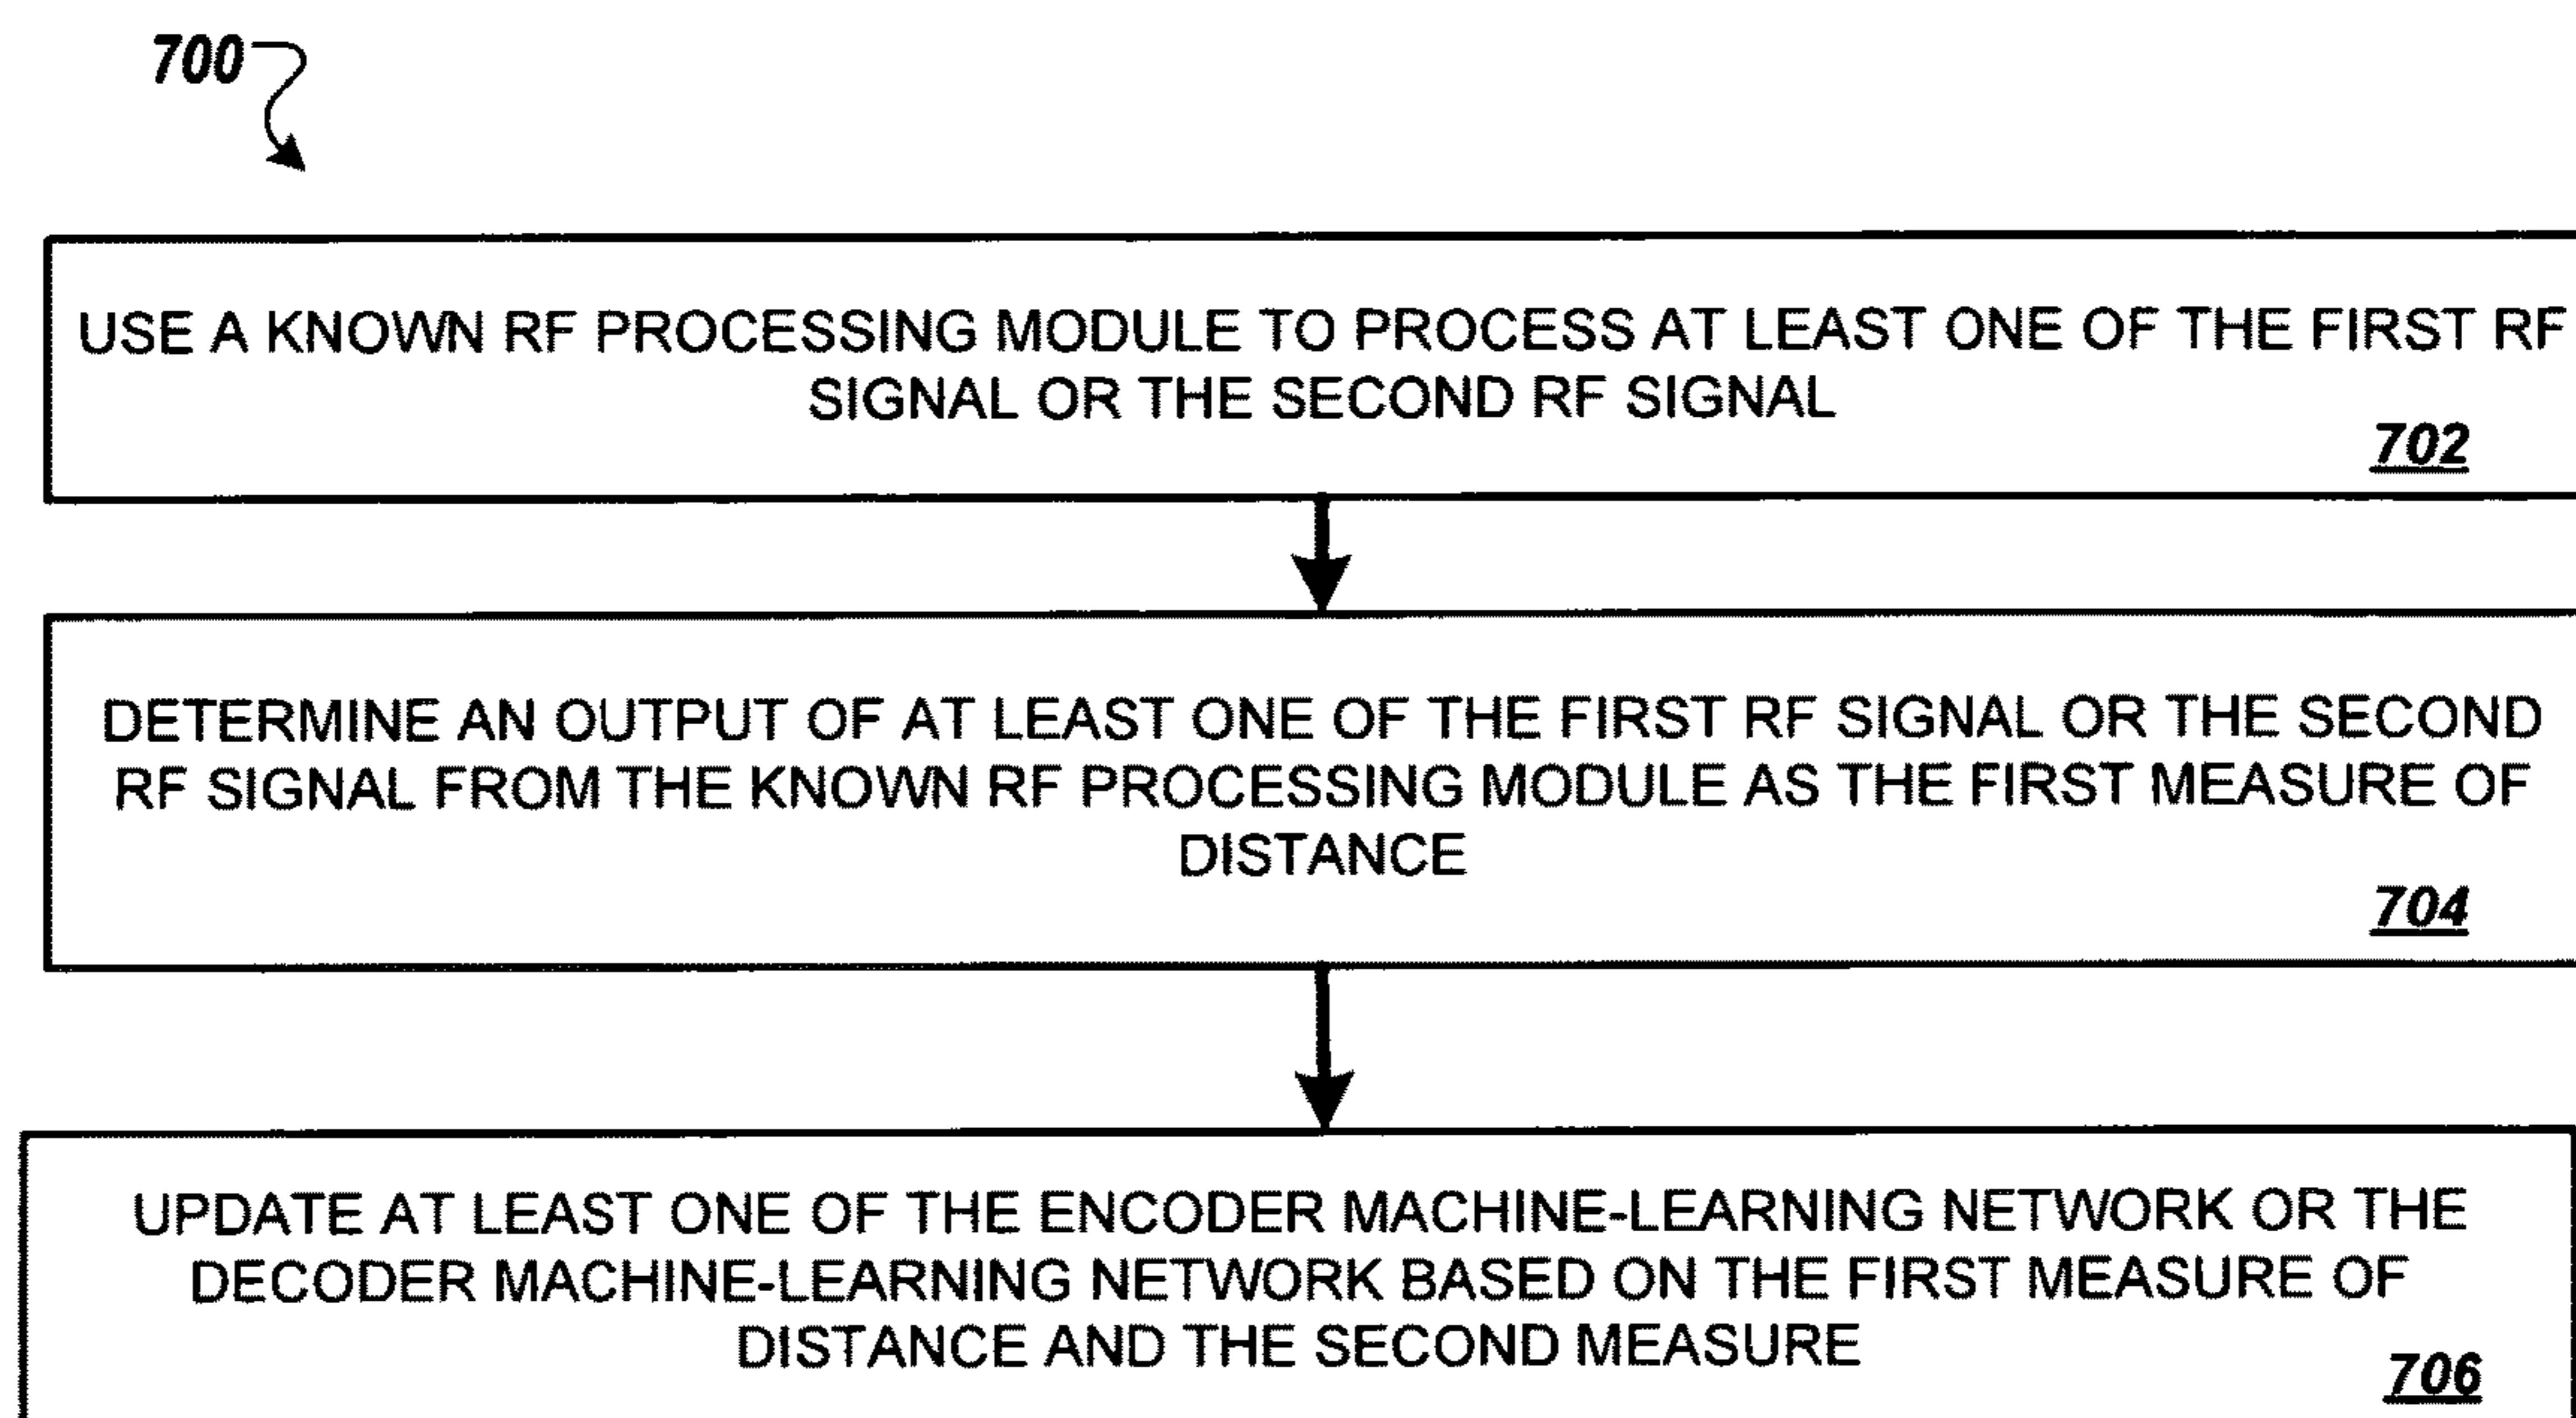 700
USE A KNOWN RF PROCESSING MODULE TO PROCESS AT LEAST ONE OF THE FIRST RF
SIGNAL OR THE SECOND RF SIGNAL
702
DETERMINE AN OUTPUT OF AT LEAST ONE OF THE FIRST RF SIGNAL OR THE SECOND
RF SIGNAL FROM THE KNOWN RF PROCESSING MODULE AS THE FIRST MEASURE OF
DISTANCE
704
UPDATE AT LEAST ONE OF THE ENCODER MACHINE-LEARNING NETWORK OR THE
DECODER MACHINE-LEARNING NETWORK BASED ON THE FIRST MEASURE OF
DISTANCE AND THE SECOND MEASURE
706